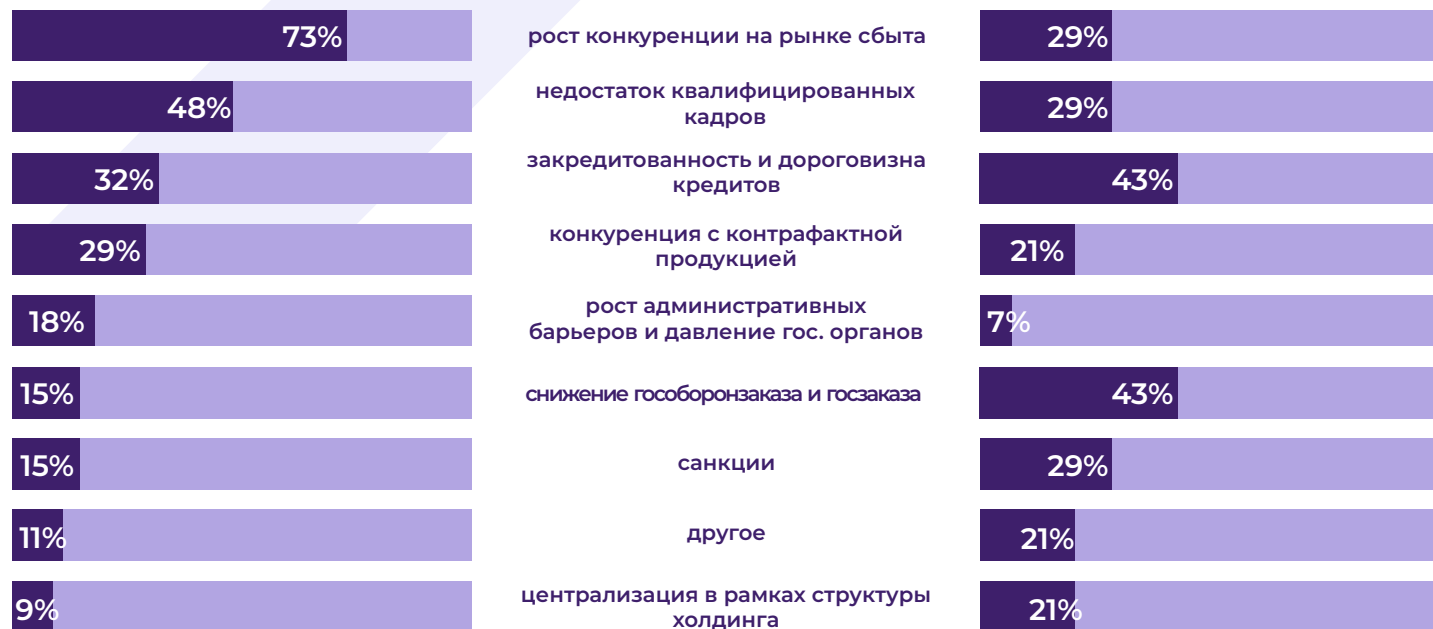 73%
рост конкуренции на рынке сбыта
29%
48%
недостаток квалифицированных
кадров
29%
32%
закредитованность и дороговизна
кредитов
43%
29%
конкуренция с контрафактной
продукцией
21%
18%
рост административных
барьеров и давление гос. органов
7%
15%
снижение гособоронзаказа и госзаказа
43%
15%
санкции
29%
11%
другое
21%
9%
централизация в рамках структуры
холдинга
21%